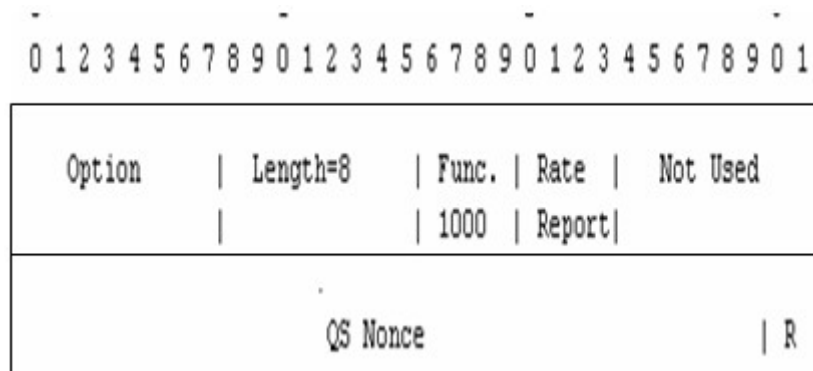 0 1 2 3 4 5 6 7 8 9 0 1 2 3 4 5 6 7 8 9 0 1 2 3 4 5 6 7 8 9 0 1
Option | Length=8 | Func. | Rate | Not Used
| | 1000 | Report|
QS Nonce | R